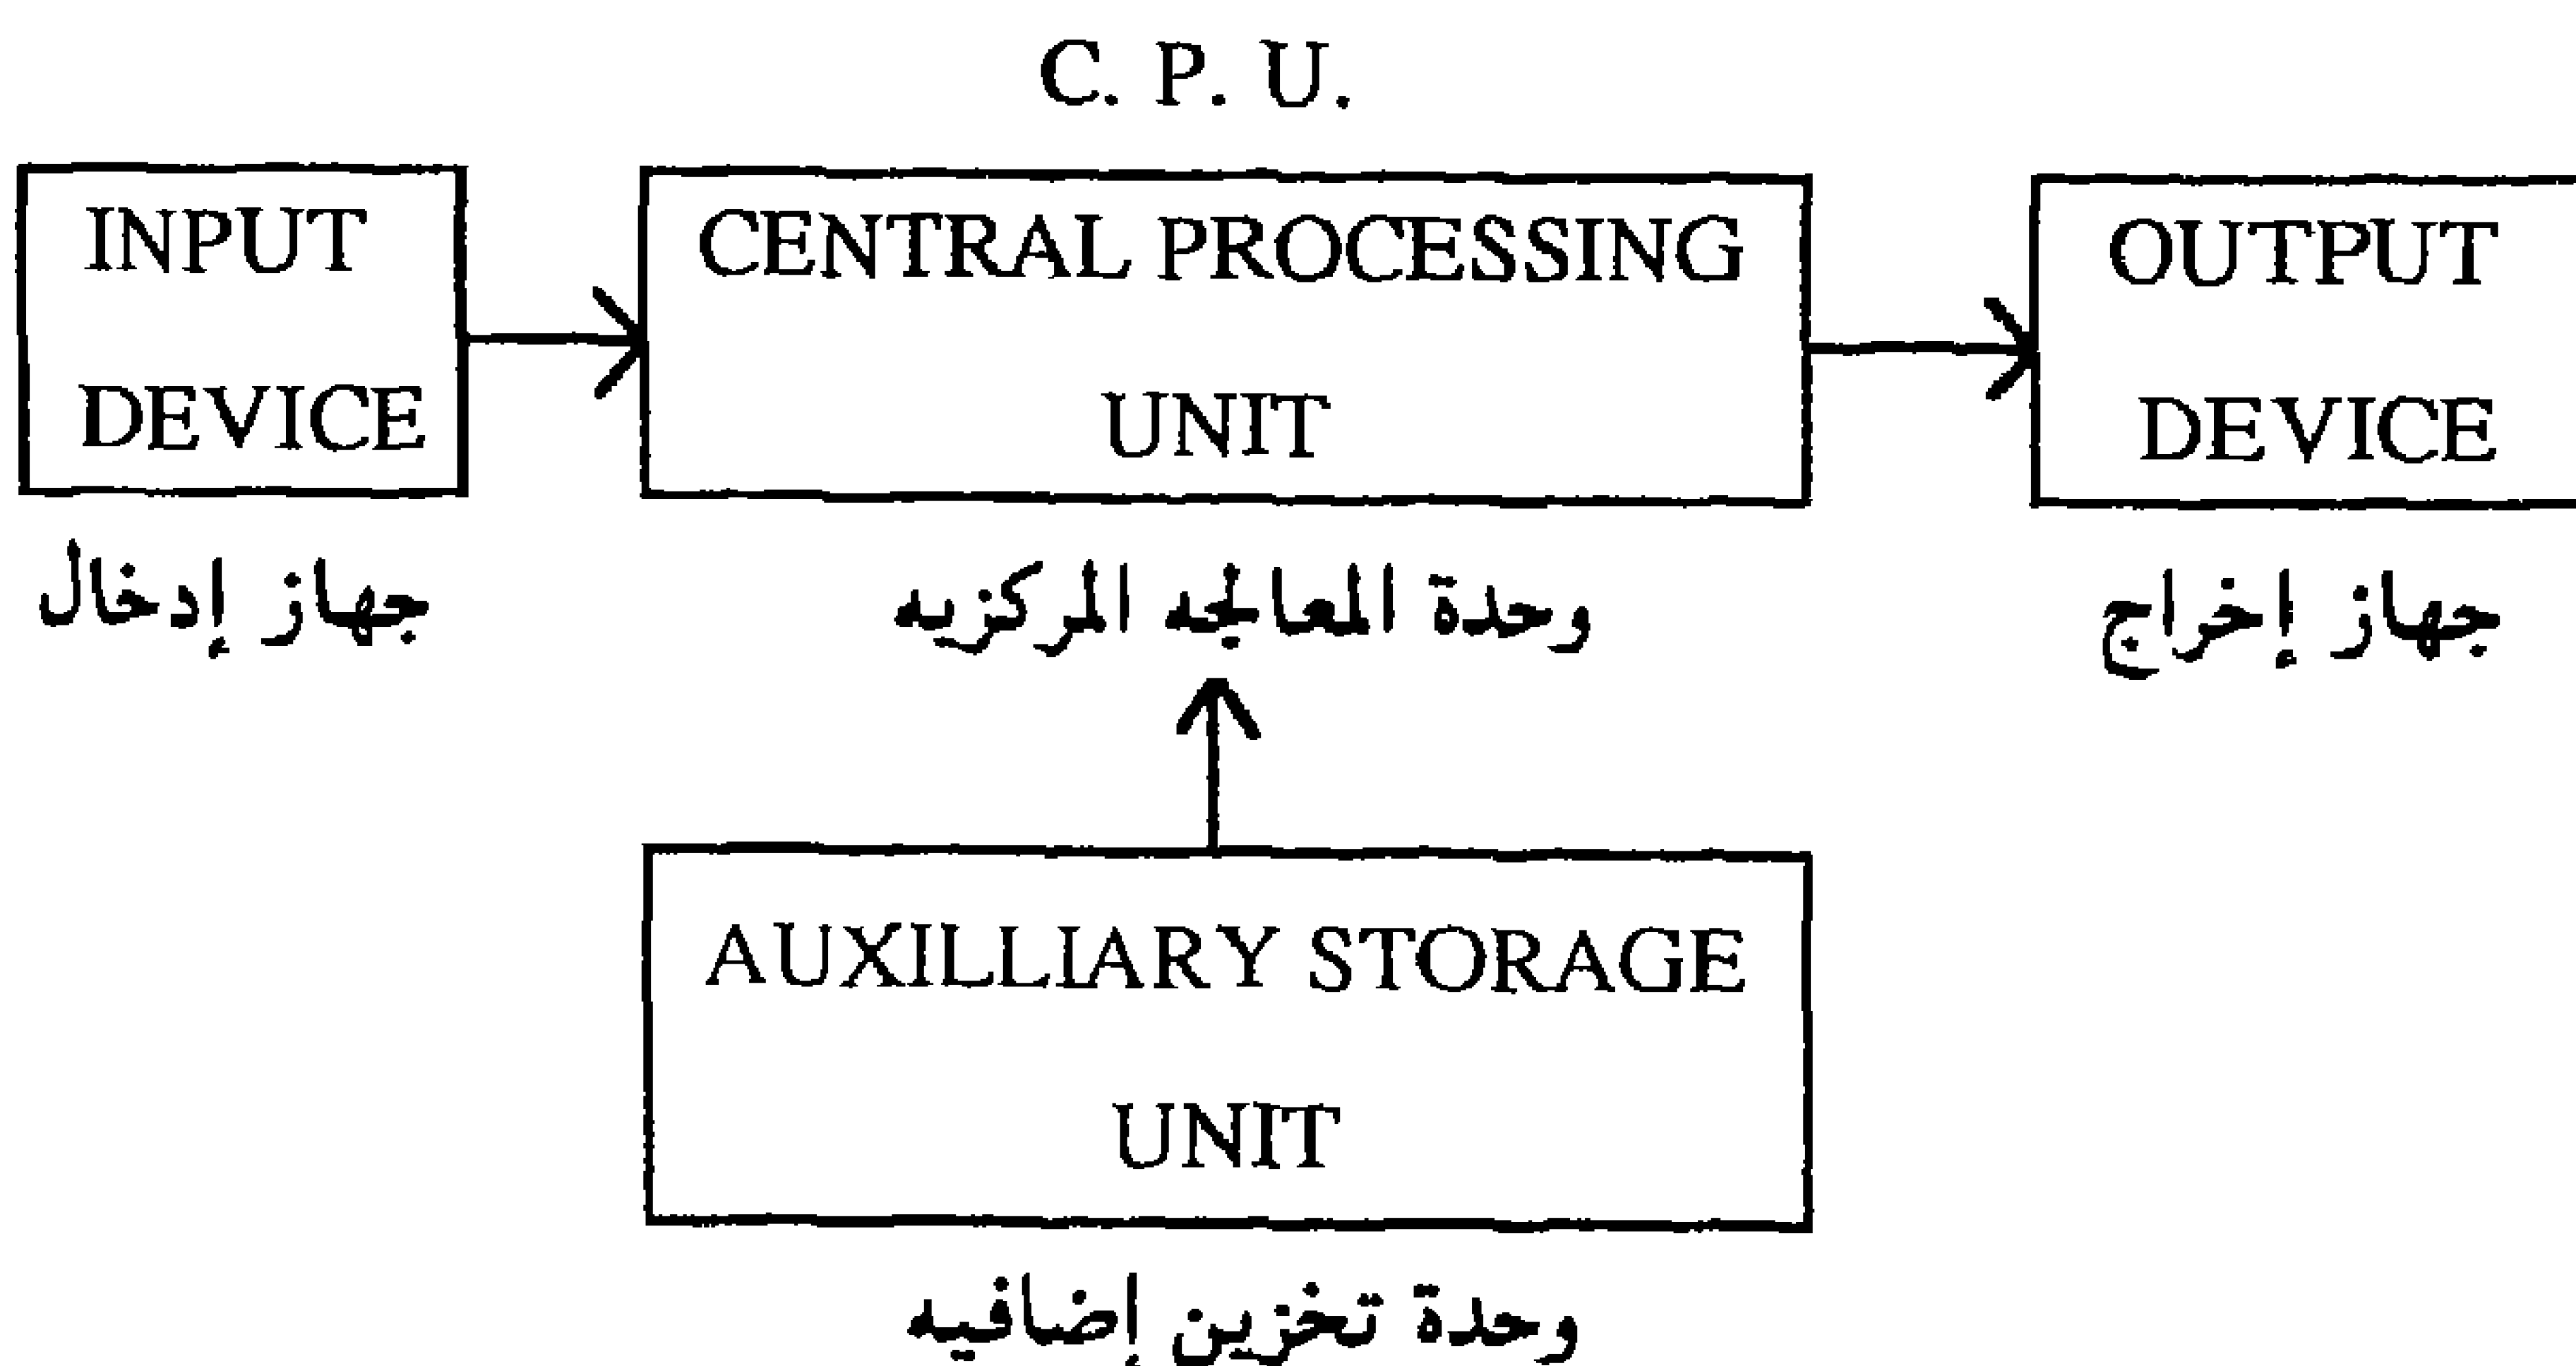 C. P. U.
INPUT
DEVICE
CENTRAL PROCESSING
UNIT
OUTPUT
DEVICE
جهاز إدخال
وحدة المعالجه المركزيه
جهاز إخراج
AUXILLIARY STORAGE
UNIT
وحدة تخزين إضافيه